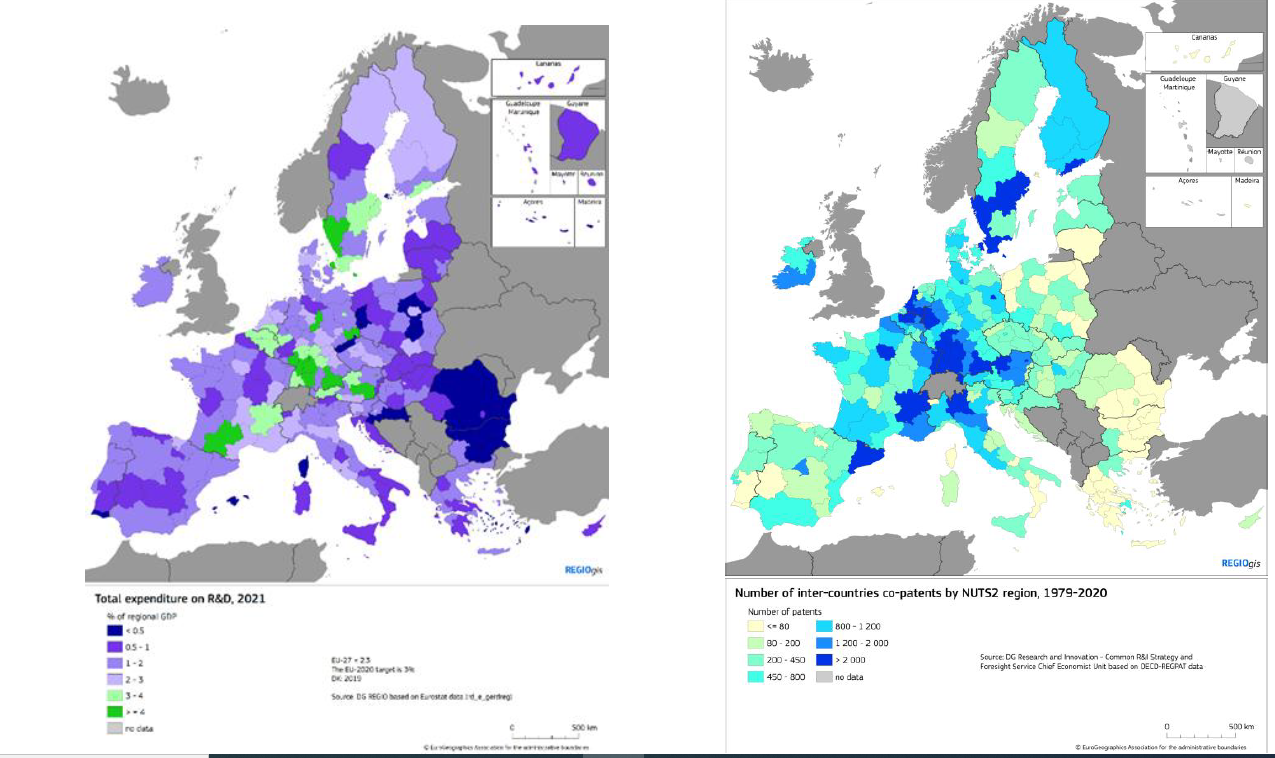 Canarias
Guadeloupe
Martinique
Guyane
Mayotte
Réunion
Açores
Madeira
REGIOgis
Total expenditure on R&D, 2021
% of regional GDP
< 0.5
0.5 - 1
1 - 2
2 - 3
3 - 4
> = 4
no data
EU-27 = 2.3
The EU-2020 target is 3%
DK: 2019
Source: DG REGIO based on Eurostat data (rd_e_gerdreg)
0 500 km
© EuroGeographics Association for the administrative boundaries
Canarias
Guadeloupe
Martinique
Guyane
Mayotte
Réunion
Açores
Madeira
REGIOgis
Number of inter-countries co-patents by NUTS2 region, 1979-2020
Number of patents
<= 80
80 - 200
200 - 450
450 - 800
800 - 1 200
1 200 - 2 000
> 2 000
no data
Source: DG Research and Innovation - Common R&I Strategy and
Foresight Service Chief Economist Unit based on OECD-REGPAT data
0 500 km
© EuroGeographics Association for the administrative boundaries